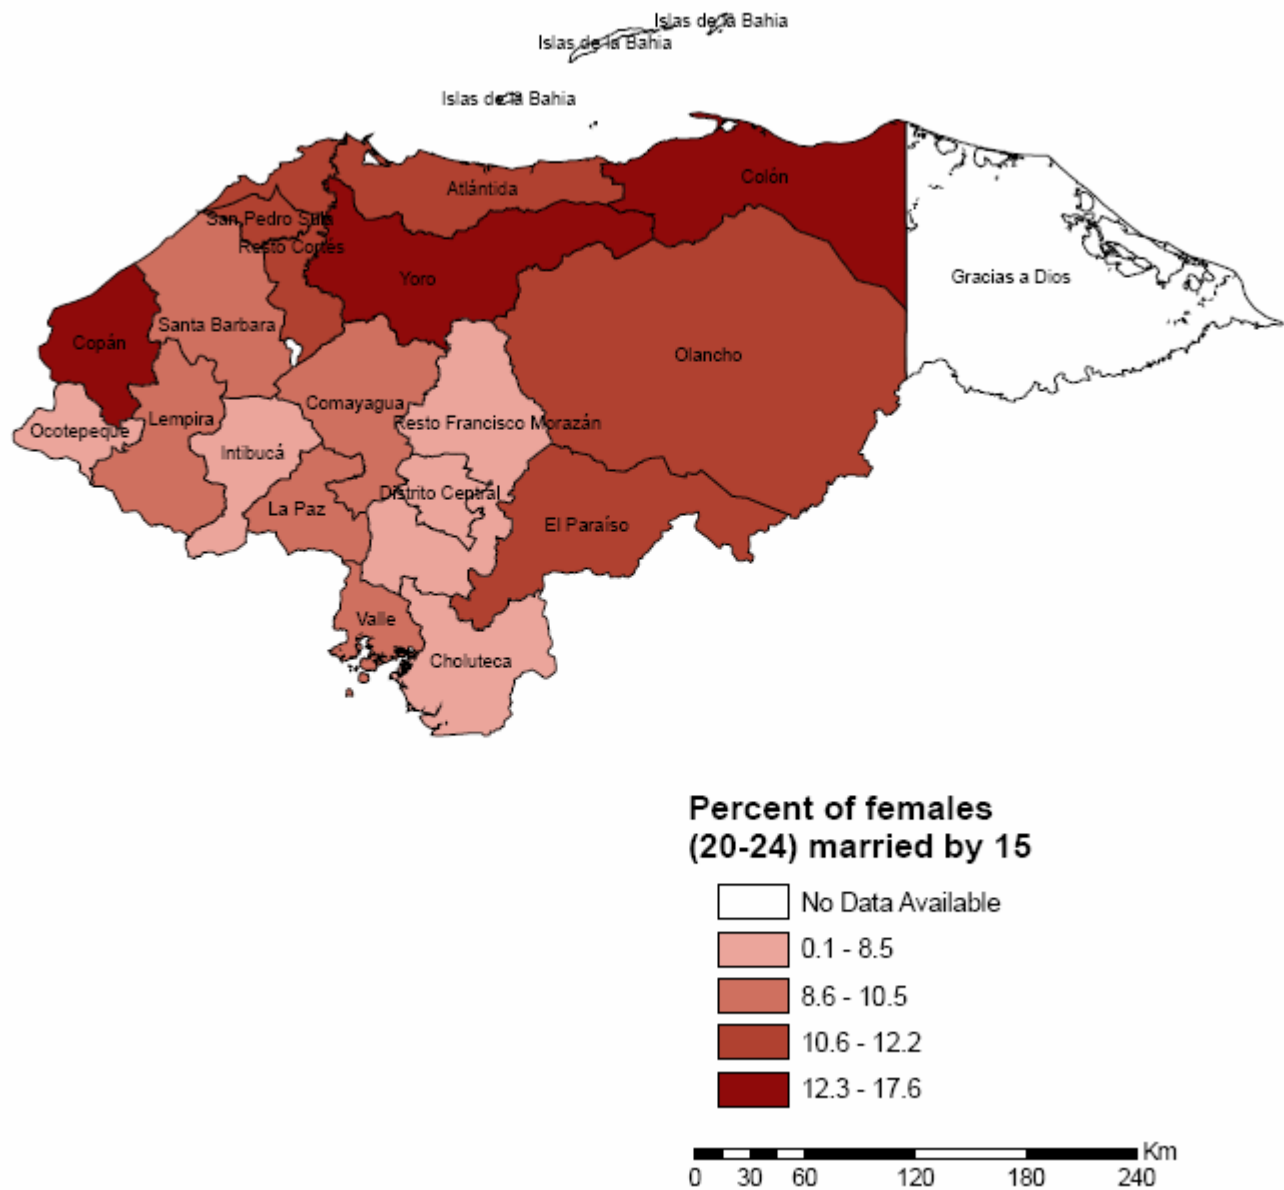 Islas de la Bahia
Islas de la Bahia
Islas de la Bahia
Colón
Atlántida
San Pedro Sula
Resto Cortés
Yoro
Gracias a Dios
Santa Barbara
Copán
Olancho
Comayagua
Lempira
Resto Francisco Morazán
Ocotepeque
Intibucá
Distrito Central
La Paz
El Paraíso
Valle
Choluteca
Percent of females
(20-24) married by 15
No Data Available
0.1 - 8.5
8.6 - 10.5
10.6 - 12.2
12.3 - 17.6
Km
0 30 60 120 180 240